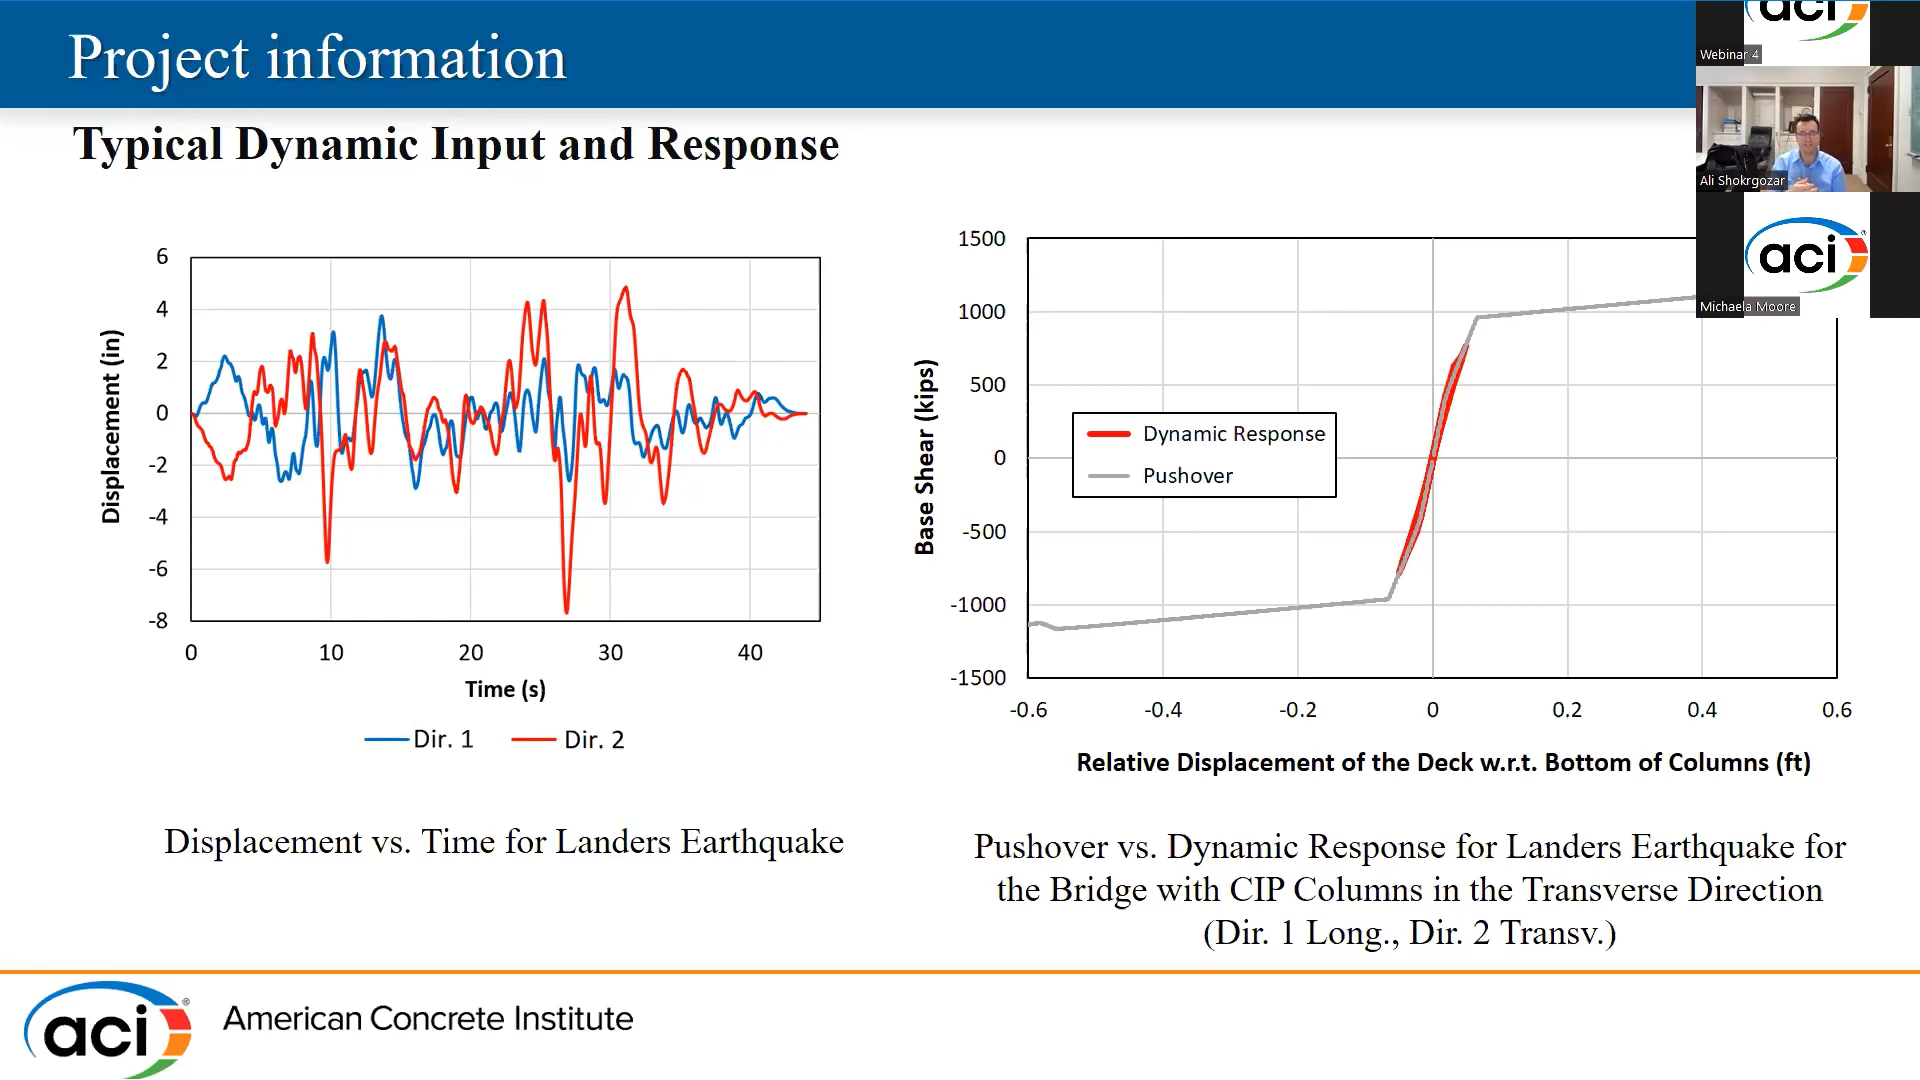 Project information
Typical Dynamic Input and Response
aci
Webinar 4
Ali Shokrgozar
aci
Michaela Moore
6
4
2
0
-2
-4
-6
-8
Displacement (in)
0 10 20 30 40
Time (s)
Dir. 1 Dir. 2
1500
1000
500
0
-500
-1000
-1500
Base Shear (kips)
Dynamic Response
Pushover
-0.6 -0.4 -0.2 0 0.2 0.4 0.6
Relative Displacement of the Deck w.r.t. Bottom of Columns (ft)
Displacement vs. Time for Landers Earthquake
Pushover vs. Dynamic Response for Landers Earthquake for
the Bridge with CIP Columns in the Transverse Direction
(Dir. 1 Long., Dir. 2 Transv.)
aci® American Concrete Institute